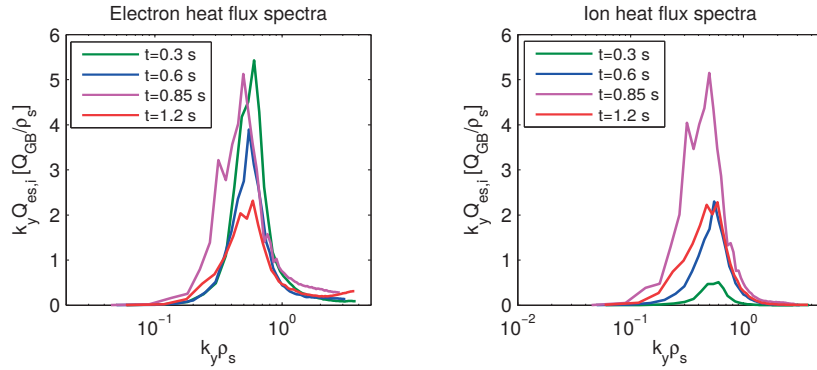 Electron heat flux spectra
6
5
4
3
2
1
0
k_y Q_es,i [Q_GB/ρ_s]
t=0.3 s
t=0.6 s
t=0.85 s
t=1.2 s
10^-1
10^0
k_yρ_s
Ion heat flux spectra
6
5
4
3
2
1
0
k_y Q_es,i [Q_GB/ρ_s]
t=0.3 s
t=0.6 s
t=0.85 s
t=1.2 s
10^-2
10^-1
10^0
k_yρ_s